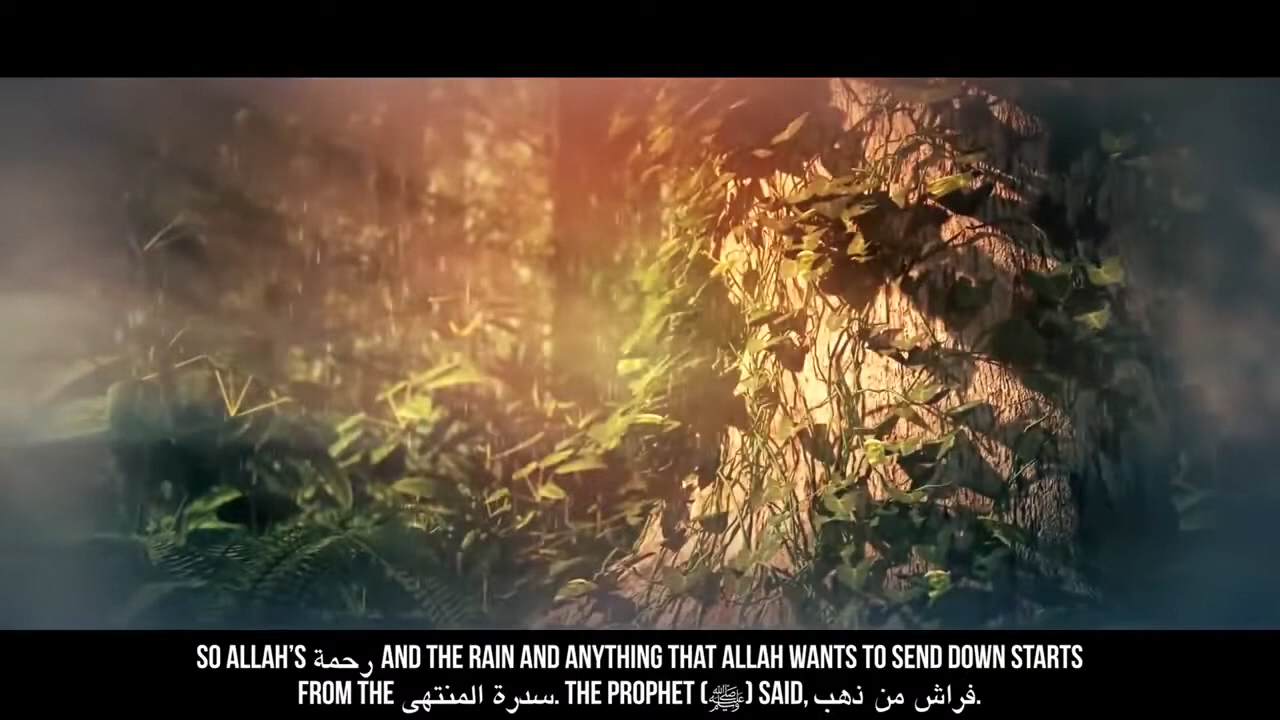 SO ALLAH'S رحمة AND THE RAIN AND ANYTHING THAT ALLAH WANTS TO SEND DOWN STARTS
FROM THE سدرة المنتهى. THE PROMPHET (ﷺ) SAID, فراش من ذهب.